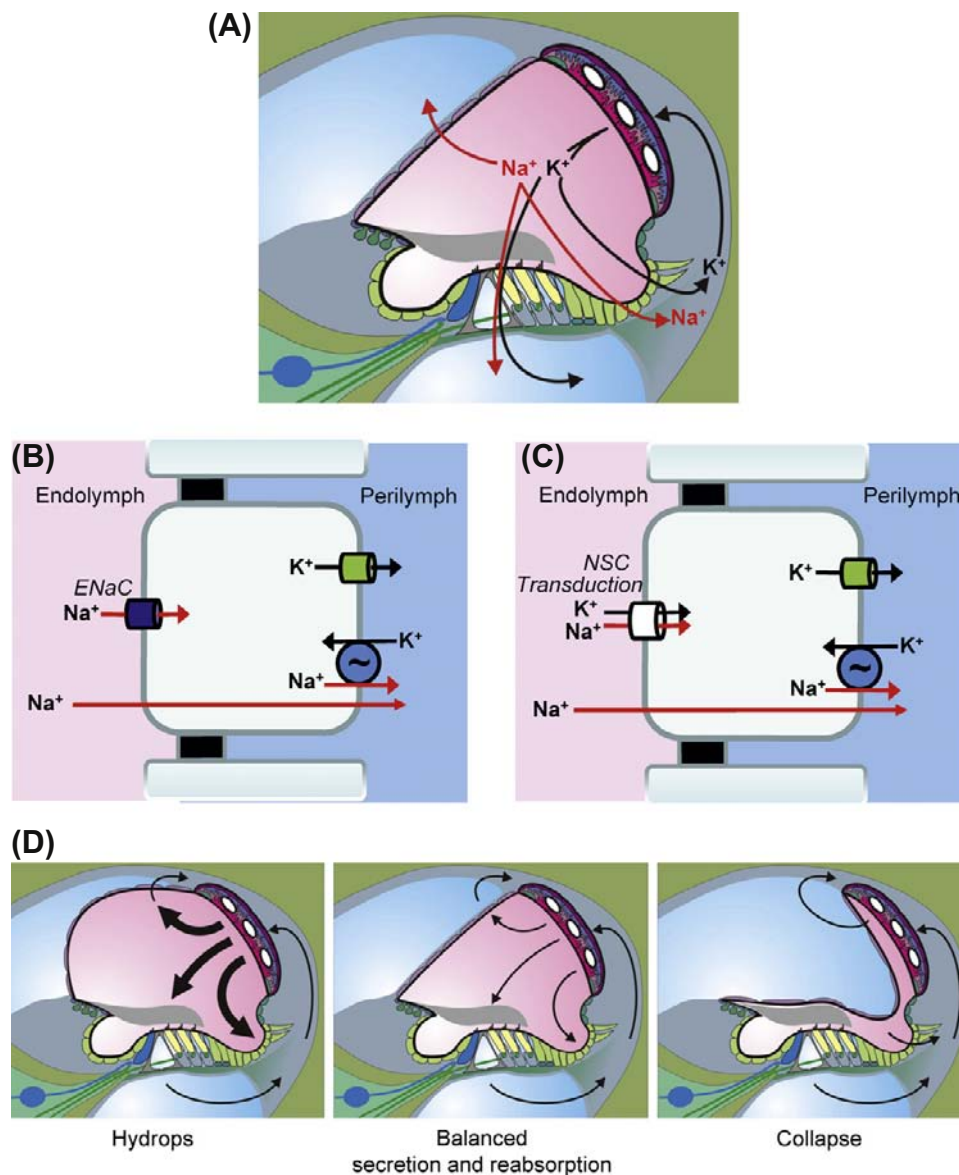 (A)
Na⁺ K⁺
K⁺
Na⁺
(B)
Endolymph
Perilymph
K⁺
ENaC
Na⁺
K⁺
~
Na⁺
Na⁺
(C)
Endolymph
Perilymph
NSC
Transduction
K⁺
K⁺
Na⁺
K⁺
~
Na⁺
Na⁺
(D)
Hydrops
Balanced
secretion and reabsorption
Collapse